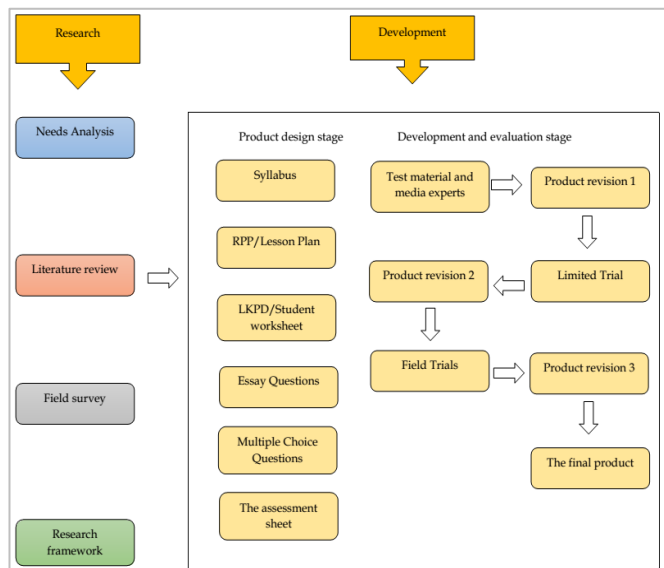 Research
Development
Needs Analysis
Literature review
Field survey
Research
framework
Product design stage
Syllabus
RPP/Lesson Plan
LKPD/Student
worksheet
Essay Questions
Multiple Choice
Questions
The assessment
sheet
Development and evaluation stage
Test material and
media experts
Product revision 1
Limited Trial
Product revision 2
Field Trials
Product revision 3
The final product